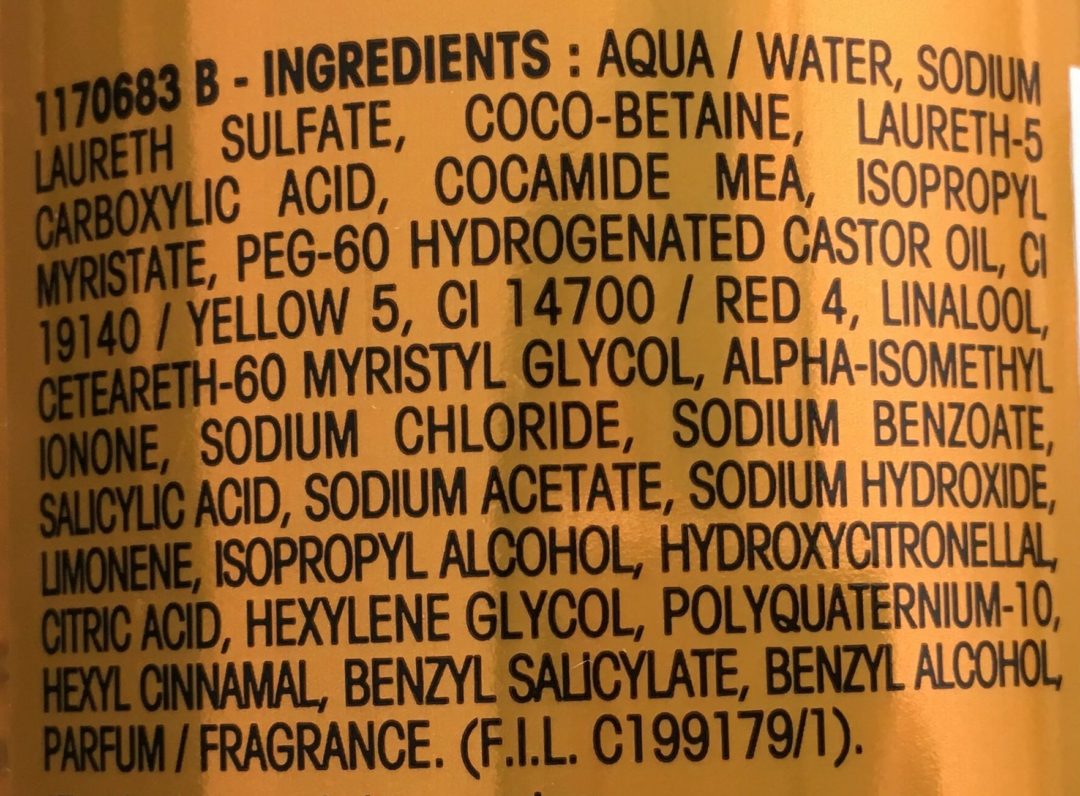 1170683 B - INGREDIENTS : AQUA / WATER, SODIUM
LAURETH SULFATE, COCO-BETAINE, LAURETH-5
CARBOXYLIC ACID, COCAMIDE MEA, ISOPROPYL
MYRISTATE, PEG-60 HYDROGENATED CASTOR OIL, CI
19140 / YELLOW 5, CI 14700 / RED 4, LINALOOL,
CETEARETH-60 MYRISTYL GLYCOL, ALPHA-ISOMETHYL
IONONE, SODIUM CHLORIDE, SODIUM BENZOATE,
SALICYLIC ACID, SODIUM ACETATE, SODIUM HYDROXIDE,
LIMONENE, ISOPROPYL ALCOHOL, HYDROXYCITRONELLAL,
CITRIC ACID, HEXYLENE GLYCOL, POLYQUATERNIUM-10,
HEXYL CINNAMAL, BENZYL SALICYLATE, BENZYL ALCOHOL,
PARFUM / FRAGRANCE. (F.I.L. C199179/1).